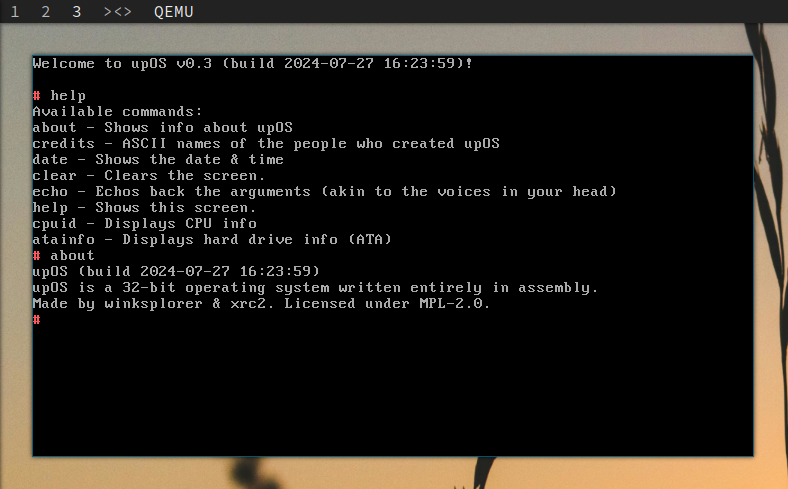 1 2 3 ><> QEMU
Welcome to upOS v0.3 (build 2024-07-27 16:23:59)!
# help
Available commands:
about - Shows info about upOS
credits - ASCII names of the people who created upOS
date - Shows the date & time
clear - Clears the screen.
echo - Echos back the arguments (akin to the voices in your head)
help - Shows this screen.
cpuid - Displays CPU info
atainfo - Displays hard drive info (ATA)
# about
upOS (build 2024-07-27 16:23:59)
upOS is a 32-bit operating system written entirely in assembly.
Made by winksplorer & xrc2. Licensed under MPL-2.0.
#